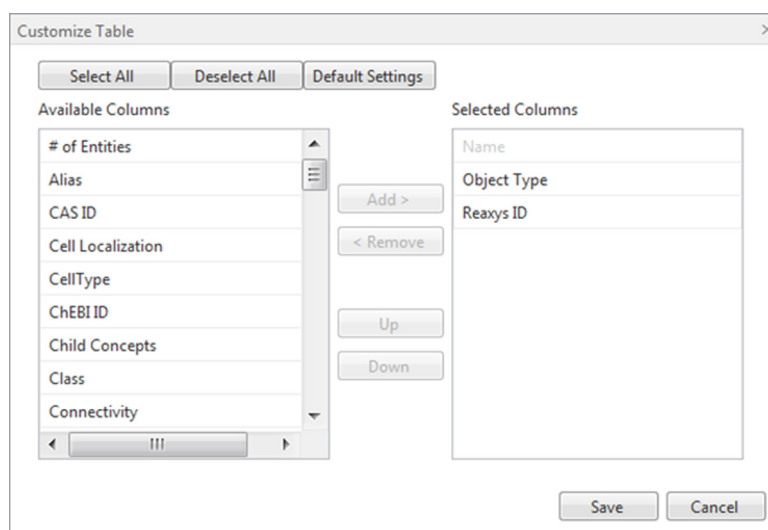 Customize Table
Select All Deselect All Default Settings
Available Columns Selected Columns
# of Entities
Alias
CAS ID
Cell Localization
CellType
ChEBI ID
Child Concepts
Class
Connectivity
Add >
< Remove
Up
Down
Name
Object Type
Reaxys ID
Save Cancel